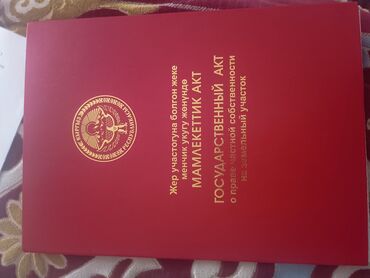 Жер участогуна болгон жеке
менчик укугу жөнүндө
МАМЛЕКЕТТИК АКТ
ГОСУДАРСТВЕННЫЙ АКТ
о праве частной собственности
на земельный участок